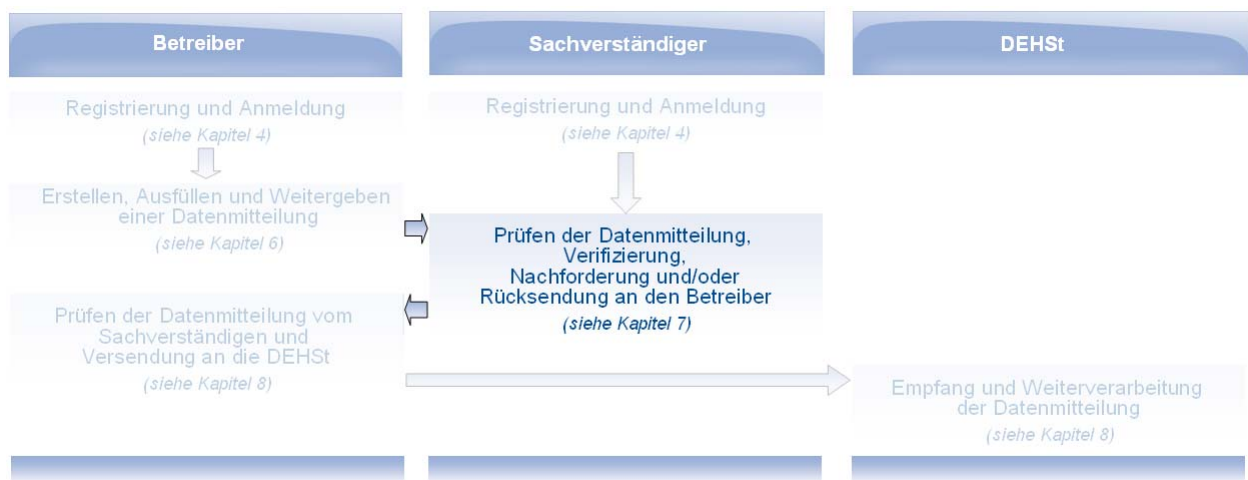 Betreiber
Sachverständiger
DEHSt
Registrierung und Anmeldung
(siehe Kapitel 4)
Erstellen, Ausfüllen und Weitergeben
einer Datenmitteilung
(siehe Kapitel 6)
Prüfen der Datenmitteilung vom
Sachverständigen und
Versendung an die DEHSt
(siehe Kapitel 8)
Registrierung und Anmeldung
(siehe Kapitel 4)
Prüfen der Datenmitteilung,
Verifizierung,
Nachforderung und/oder
Rücksendung an den Betreiber
(siehe Kapitel 7)
Empfang und Weiterverarbeitung
der Datenmitteilung
(siehe Kapitel 8)